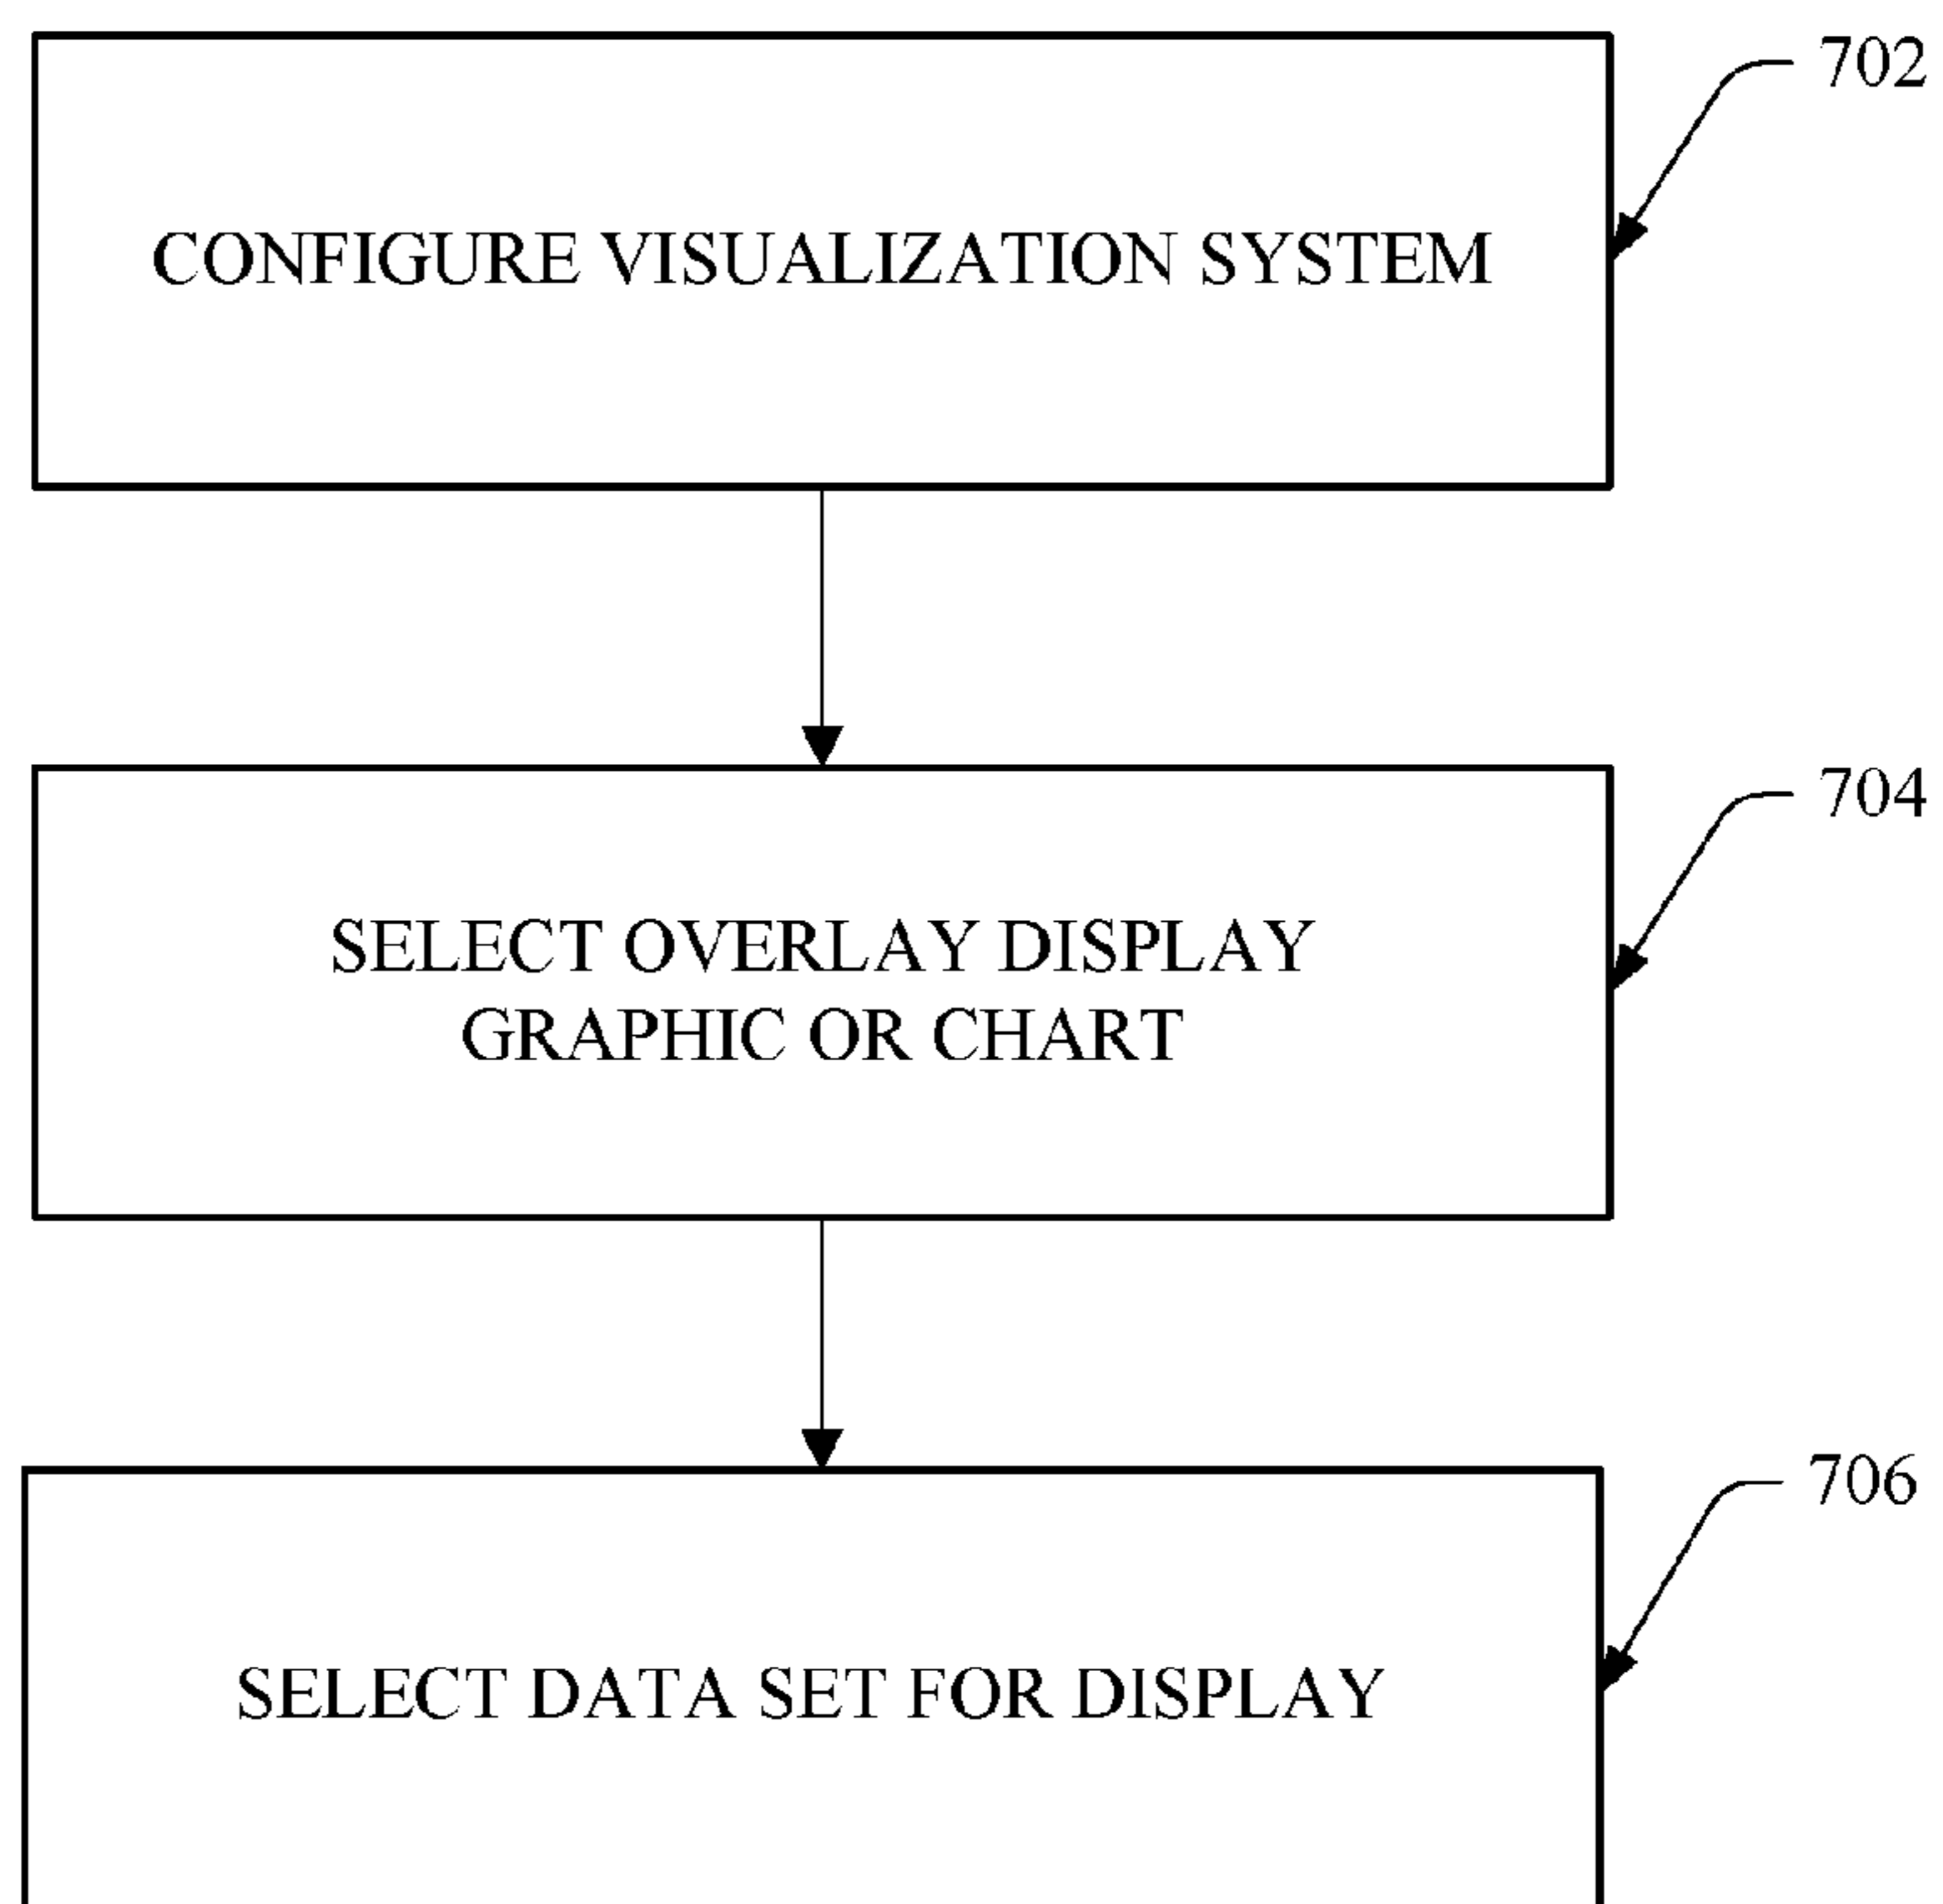 702
CONFIGURE VISUALIZATION SYSTEM
704
SELECT OVERLAY DISPLAY
GRAPHIC OR CHART
706
SELECT DATA SET FOR DISPLAY